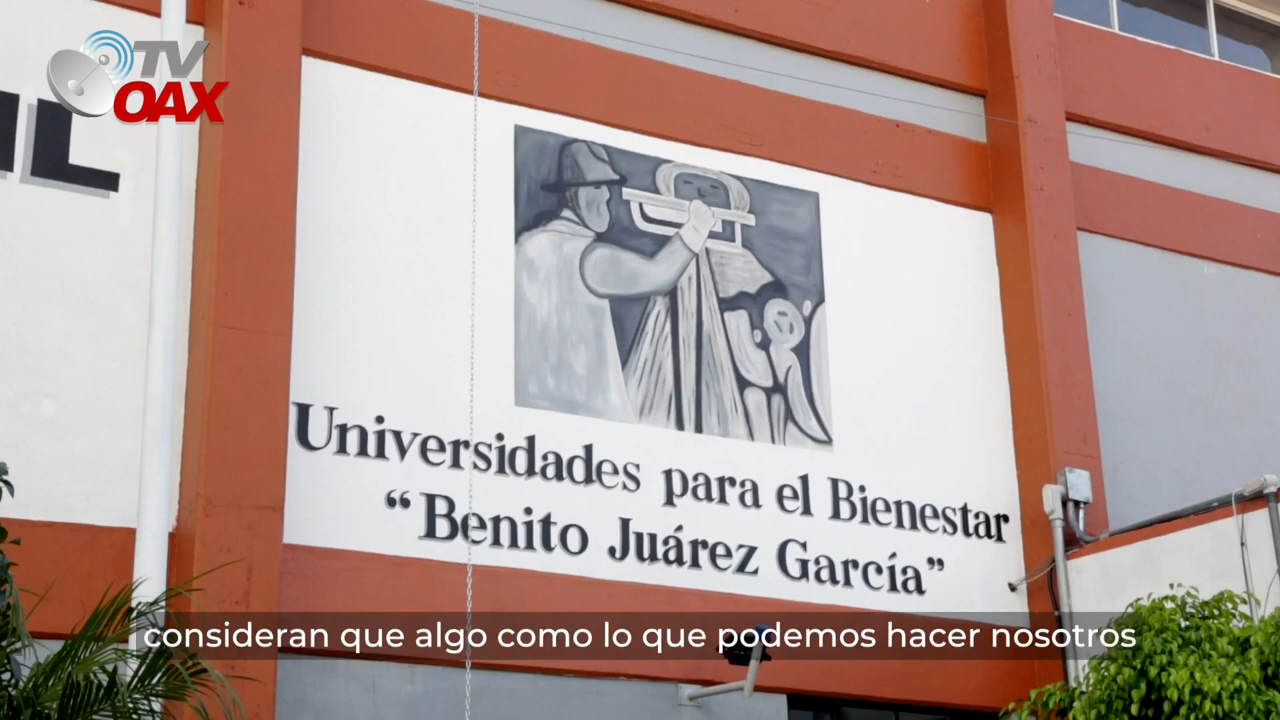 TV
OAX
Universidades para el Bienestar
“Benito Juárez García”
consideran que algo como lo que podemos hacer nosotros